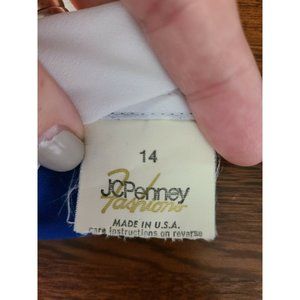 14
JCPenney
Fashions
MADE IN U.S.A.
care instructions on reverse